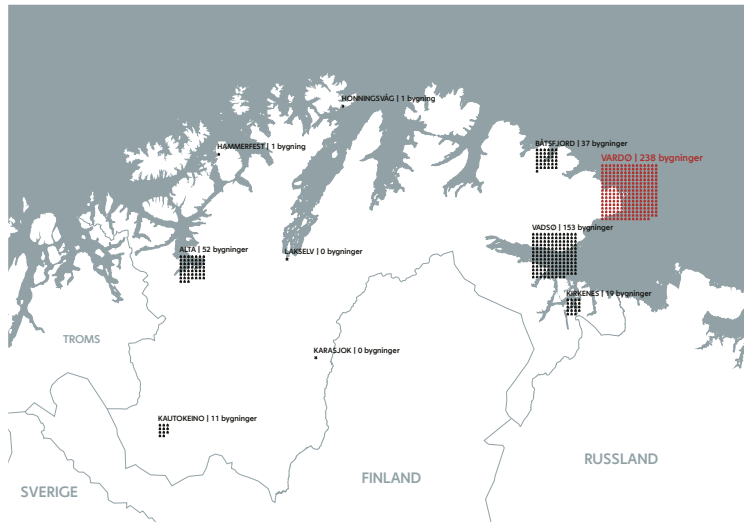 HONNINGSVÅG | 1 bygning
HAMMERFEST | 1 bygning
BÅTSFJORD | 37 bygninger
VARDØ | 238 bygninger
VADSØ | 153 bygninger
ALTA | 52 bygninger
LAKSELV | 0 bygninger
KIRKENES | 19 bygninger
TROMS
KARASJOK | 0 bygninger
KAUTOKEINO | 11 bygninger
RUSSLAND
FINLAND
SVERIGE